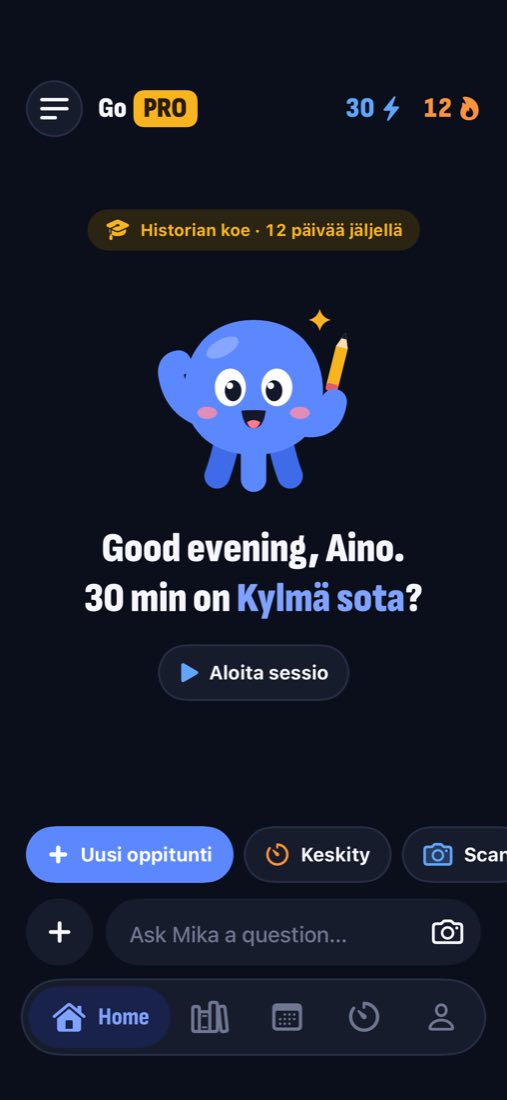 Go PRO
30 12
Historian koe · 12 päivää jäljellä
Good evening, Aino.
30 min on Kylmä sota?
Aloita sessio
Uusi oppitunti Keskity Scan
Ask Mika a question...
Home